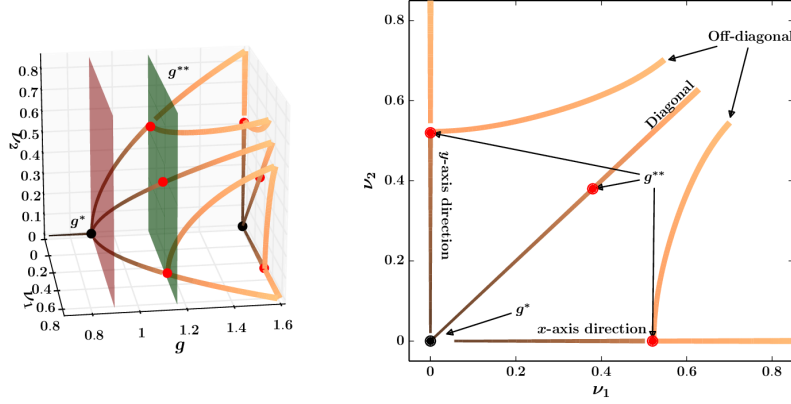 0.8
0.7
0.6
0.5
0.4
0.3
0.2
0.1
0
ν₂
g**
g*
0
0.2
0.4
0.6
ν₁
0.8
0.8
1
1.2
1.4
1.6
g
0.8
0.6
0.4
0.2
0
ν₂
Off-diagonal
Diagonal
y-axis direction
g**
g*
x-axis direction
0
0.2
0.4
0.6
0.8
ν₁